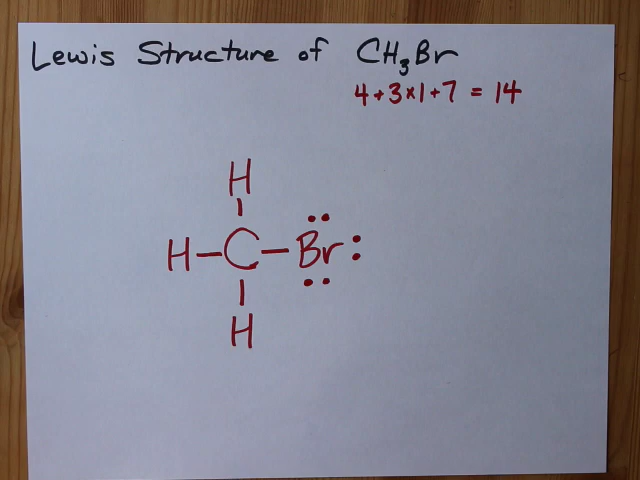 Lewis Structure of CH₃Br
4+3×1+7 = 14
H
H–C–Br
H